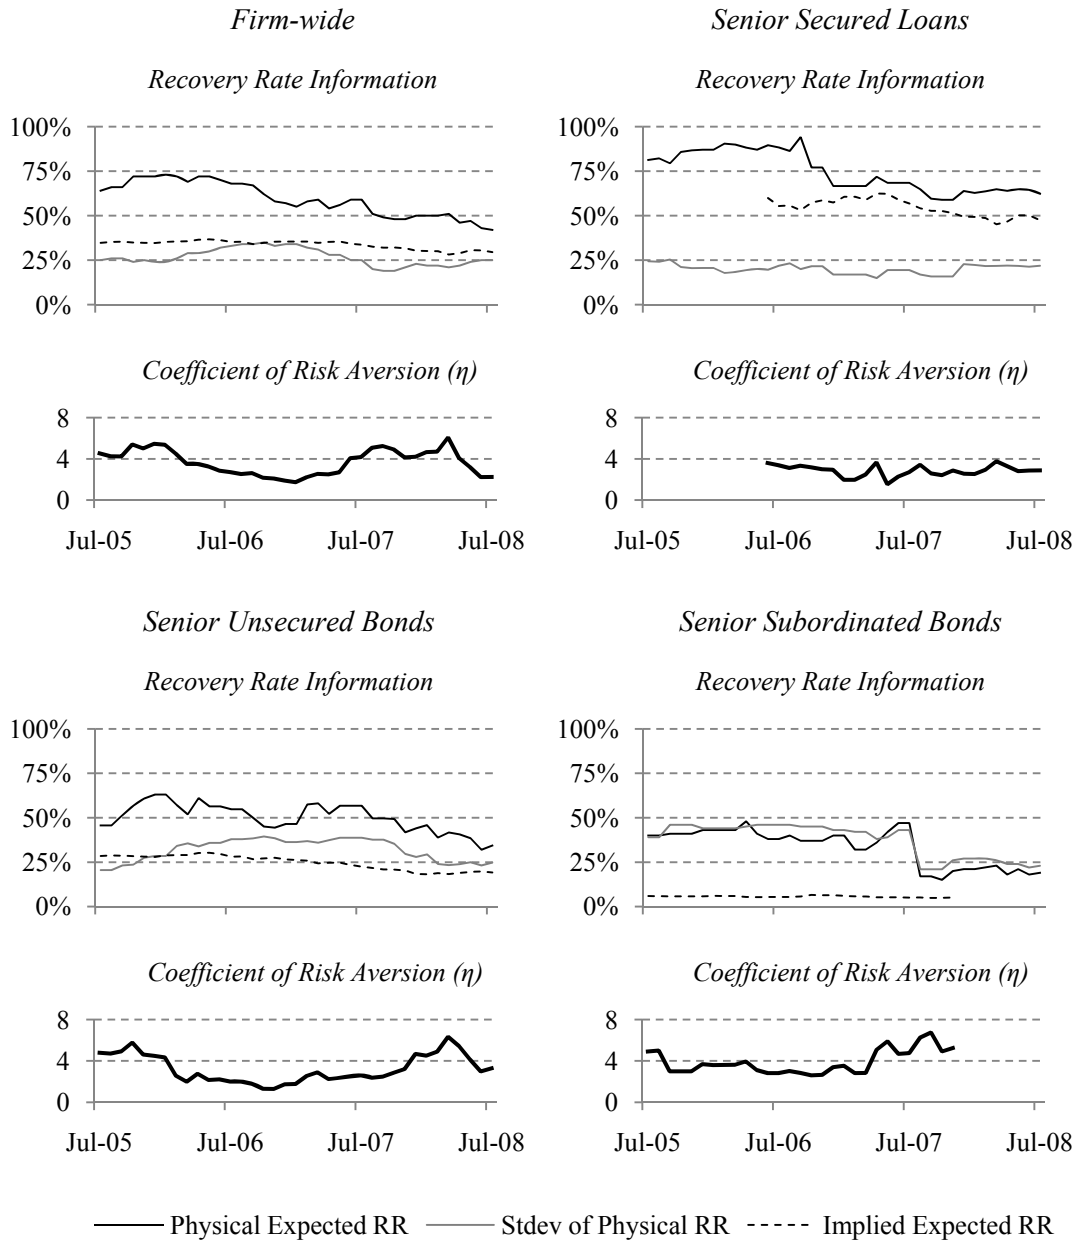 Firm-wide
Recovery Rate Information
100%
75%
50%
25%
0%
Coefficient of Risk Aversion (η)
8
4
0
Jul-05 Jul-06 Jul-07 Jul-08
Senior Secured Loans
Recovery Rate Information
100%
75%
50%
25%
0%
Coefficient of Risk Aversion (η)
8
4
0
Jul-05 Jul-06 Jul-07 Jul-08
Senior Unsecured Bonds
Recovery Rate Information
100%
75%
50%
25%
0%
Coefficient of Risk Aversion (η)
8
4
0
Jul-05 Jul-06 Jul-07 Jul-08
Senior Subordinated Bonds
Recovery Rate Information
100%
75%
50%
25%
0%
Coefficient of Risk Aversion (η)
8
4
0
Jul-05 Jul-06 Jul-07 Jul-08
Physical Expected RR Stdev of Physical RR Implied Expected RR